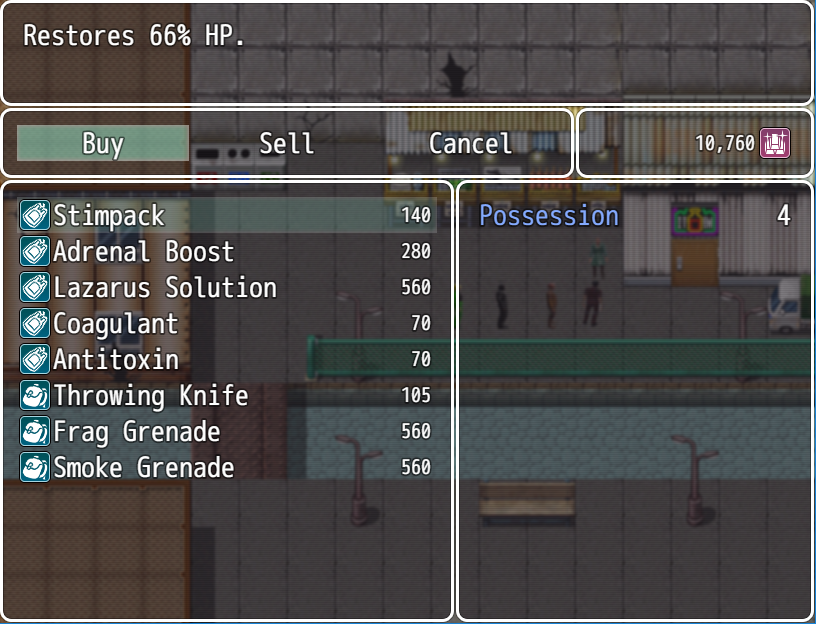 Restores 66% HP.
Buy Sell Cancel 10,760
Stimpack 140
Adrenal Boost 280
Lazarus Solution 560
Coagulant 70
Antitoxin 70
Throwing Knife 105
Frag Grenade 560
Smoke Grenade 560
Possession 4